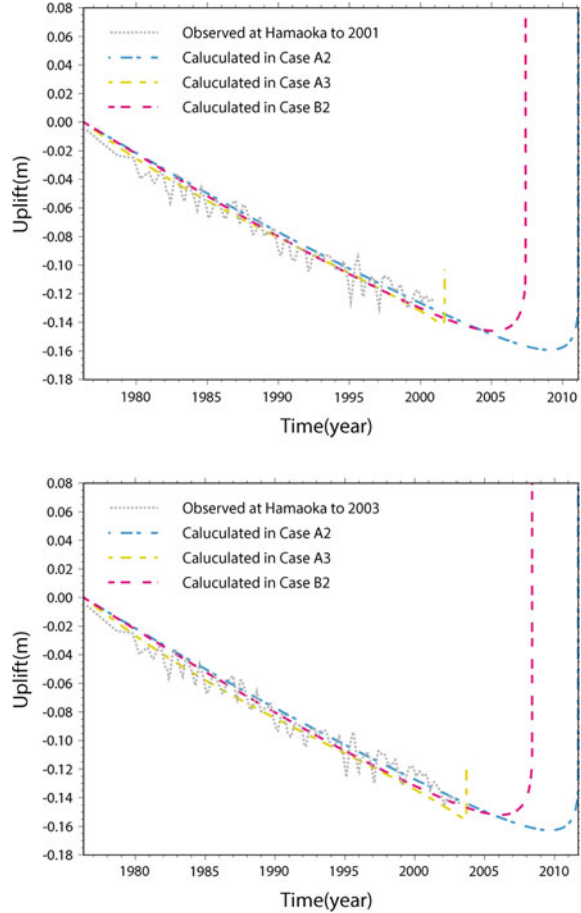 0.08
0.06
0.04
0.02
0.00
-0.02
-0.04
-0.06
-0.08
-0.10
-0.12
-0.14
-0.16
-0.18
Uplift(m)
Observed at Hamaoka to 2001
Caluculated in Case A2
Caluculated in Case A3
Caluculated in Case B2
1980 1985 1990 1995 2000 2005 2010
Time(year)
0.08
0.06
0.04
0.02
0.00
-0.02
-0.04
-0.06
-0.08
-0.10
-0.12
-0.14
-0.16
-0.18
Uplift(m)
Observed at Hamaoka to 2003
Caluculated in Case A2
Caluculated in Case A3
Caluculated in Case B2
1980 1985 1990 1995 2000 2005 2010
Time(year)